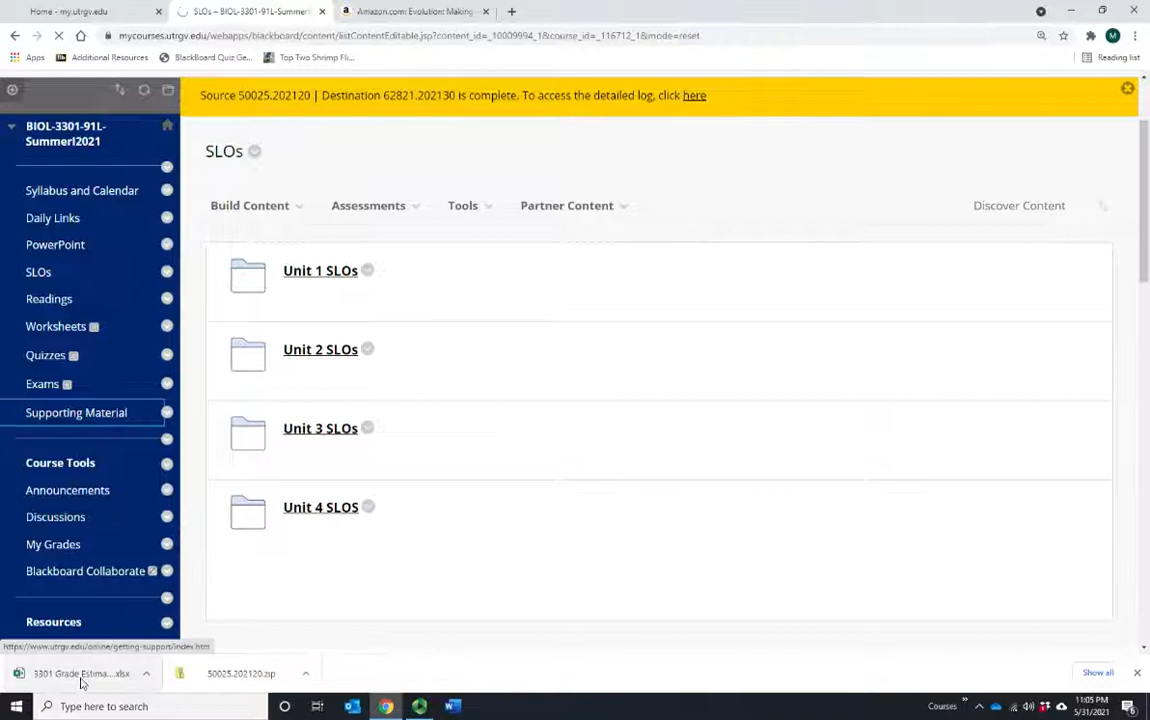 Home - my.utrgv.edu
SLOs – BIOL-3301-91L-SummerI
Amazon.com: Evolution: Making
mycourses.utrgv.edu/webapps/blackboard/content/listContentEditable.jsp?content_id=_10009994_1&course_id=_116712_1&mode=reset
M
Apps
Additional Resources
BlackBoard Quiz Ge...
Top Two Shrimp Fli...
Reading list
Source 50025.202120 | Destination 62821.202130 is complete. To access the detailed log, click here
BIOL-3301-91L-
SummerI2021
Syllabus and Calendar
Daily Links
PowerPoint
SLOs
Readings
Worksheets
Quizzes
Exams
Supporting Material
Course Tools
Announcements
Discussions
My Grades
Blackboard Collaborate
Resources
SLOs
Build Content
Assessments
Tools
Partner Content
Discover Content
Unit 1 SLOs
Unit 2 SLOs
Unit 3 SLOs
Unit 4 SLOS
https://www.utrgv.edu/online/getting-support/index.htm
3301 Grade Estima....xlsx
50025.202120.zip
Show all
Type here to search
Courses
11:05 PM
5/31/2021